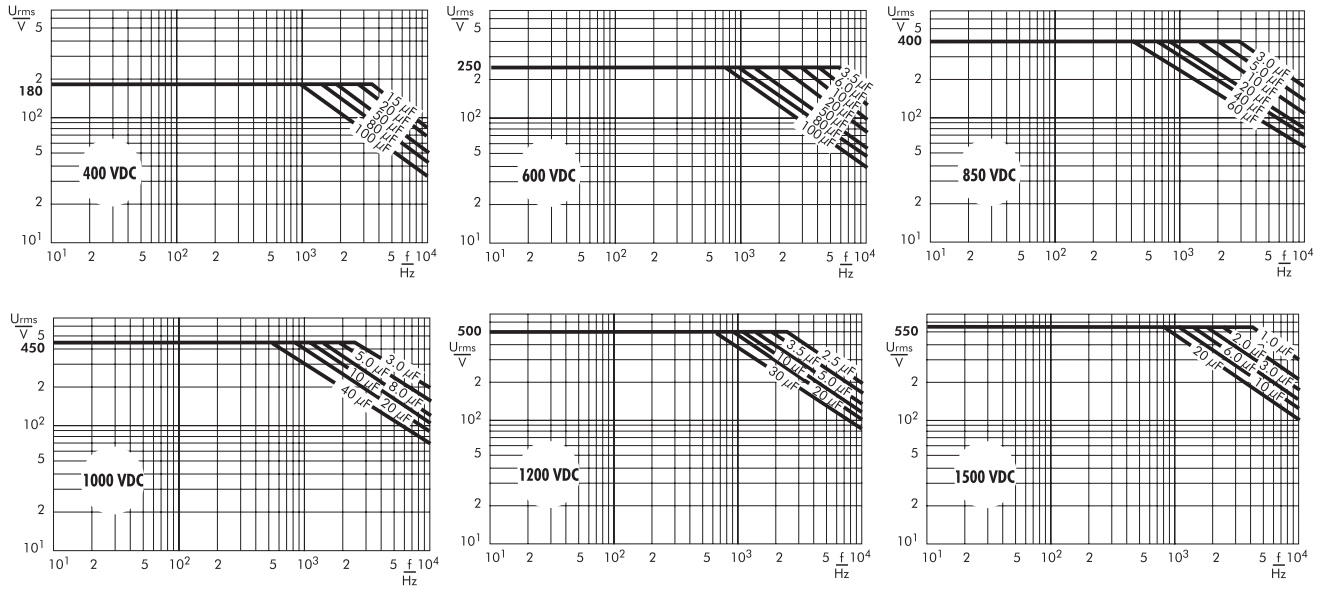 Urms
V
5
2
180
10²
5
2
10¹
400 VDC
15 µF
20 µF
50 µF
80 µF
100 µF
10¹ 2 5 10² 2 5 10³ 2 5 f 10⁴
Hz
Urms
V
5
250
2
10²
5
2
10¹
600 VDC
3.5 µF
6.0 µF
10 µF
20 µF
50 µF
80 µF
100 µF
10¹ 2 5 10² 2 5 10³ 2 5 f 10⁴
Hz
Urms
V
400
2
10²
5
2
10¹
850 VDC
3.0 µF
5.0 µF
10 µF
20 µF
40 µF
60 µF
10¹ 2 5 10² 2 5 10³ 2 5 f 10⁴
Hz
Urms
V
5
450
2
10²
5
2
10¹
1000 VDC
3.0 µF
5.0 µF
8.0 µF
10 µF
20 µF
40 µF
10¹ 2 5 10² 2 5 10³ 2 5 f 10⁴
Hz
500
Urms
V
2
10²
5
2
10¹
1200 VDC
2.5 µF
3.5 µF
5.0 µF
10 µF
20 µF
30 µF
10¹ 2 5 10² 2 5 10³ 2 5 f 10⁴
Hz
550
Urms
V
2
10²
5
2
10¹
1500 VDC
1.0 µF
2.0 µF
3.0 µF
6.0 µF
10 µF
20 µF
10¹ 2 5 10² 2 5 10³ 2 5 f 10⁴
Hz